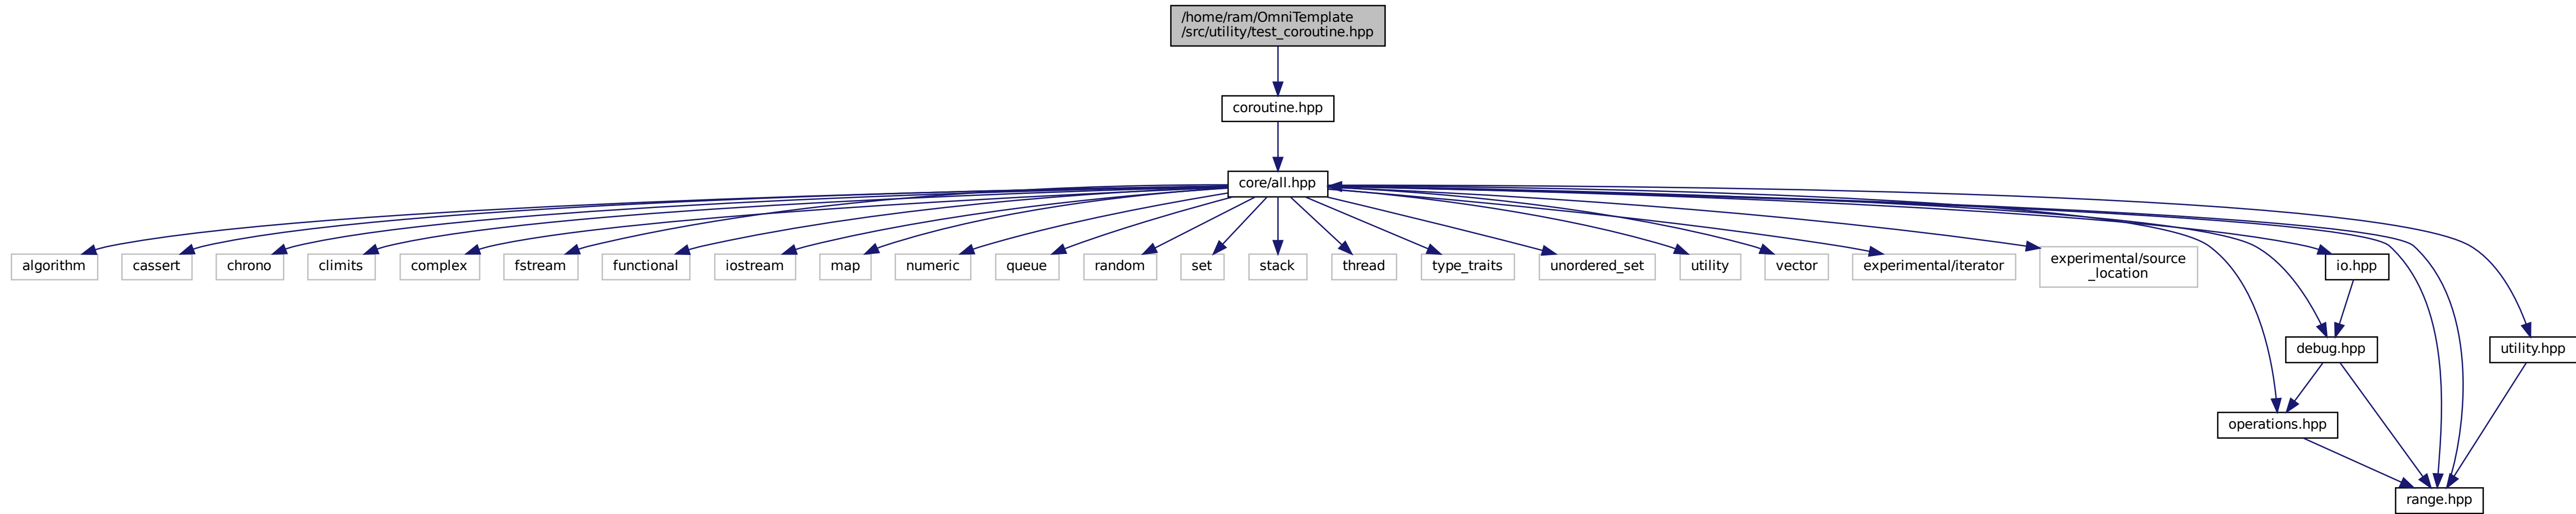 /home/ram/OmniTemplate
/src/utility/test_coroutine.hpp
coroutine.hpp
core/all.hpp
algorithm
cassert
chrono
climits
complex
fstream
functional
iostream
map
numeric
queue
random
set
stack
thread
type_traits
unordered_set
utility
vector
experimental/iterator
experimental/source
_location
io.hpp
debug.hpp
utility.hpp
operations.hpp
range.hpp